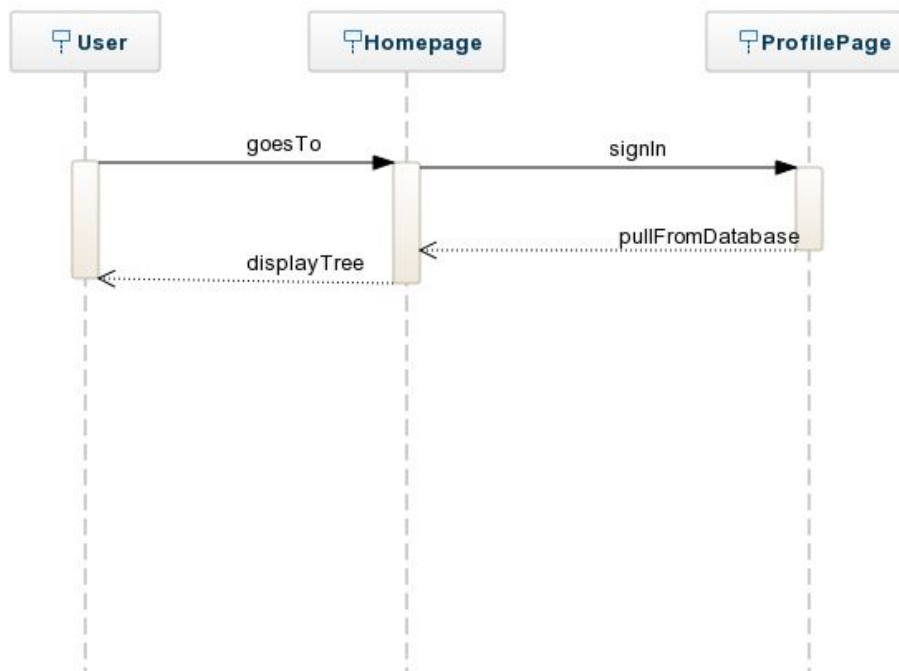 User
Homepage
ProfilePage
goesTo
signIn
pullFromDatabase
displayTree